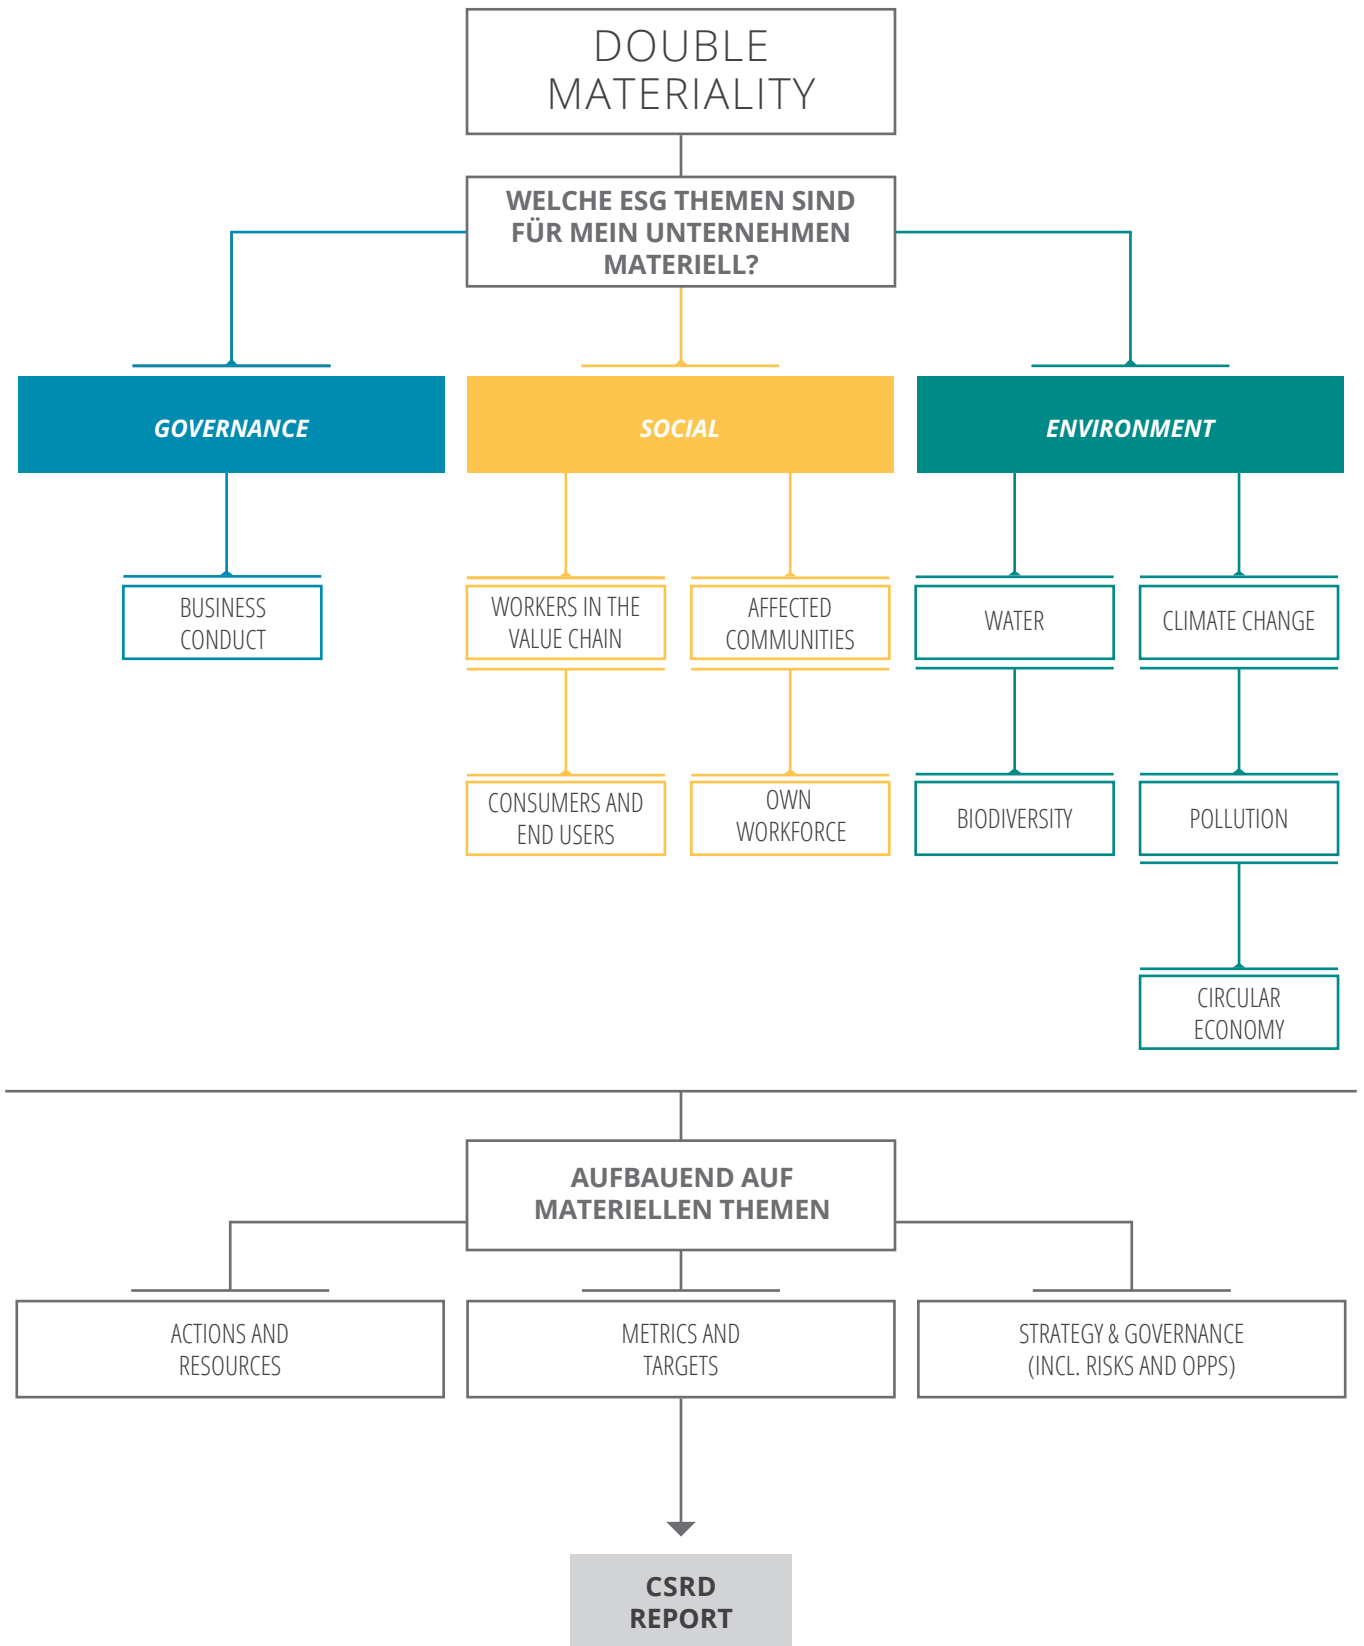 DOUBLE
MATERIALITY
WELCHE ESG THEMEN SIND
FÜR MEIN UNTERNEHMEN
MATERIELL?
GOVERNANCE
SOCIAL
ENVIRONMENT
BUSINESS
CONDUCT
WORKERS IN THE
VALUE CHAIN
AFFECTED
COMMUNITIES
WATER
CLIMATE CHANGE
CONSUMERS AND
END USERS
OWN
WORKFORCE
BIODIVERSITY
POLLUTION
CIRCULAR
ECONOMY
AUFBAUEND AUF
MATERIELLEN THEMEN
ACTIONS AND
RESOURCES
METRICS AND
TARGETS
STRATEGY & GOVERNANCE
(INCL. RISKS AND OPPS)
CSRD
REPORT